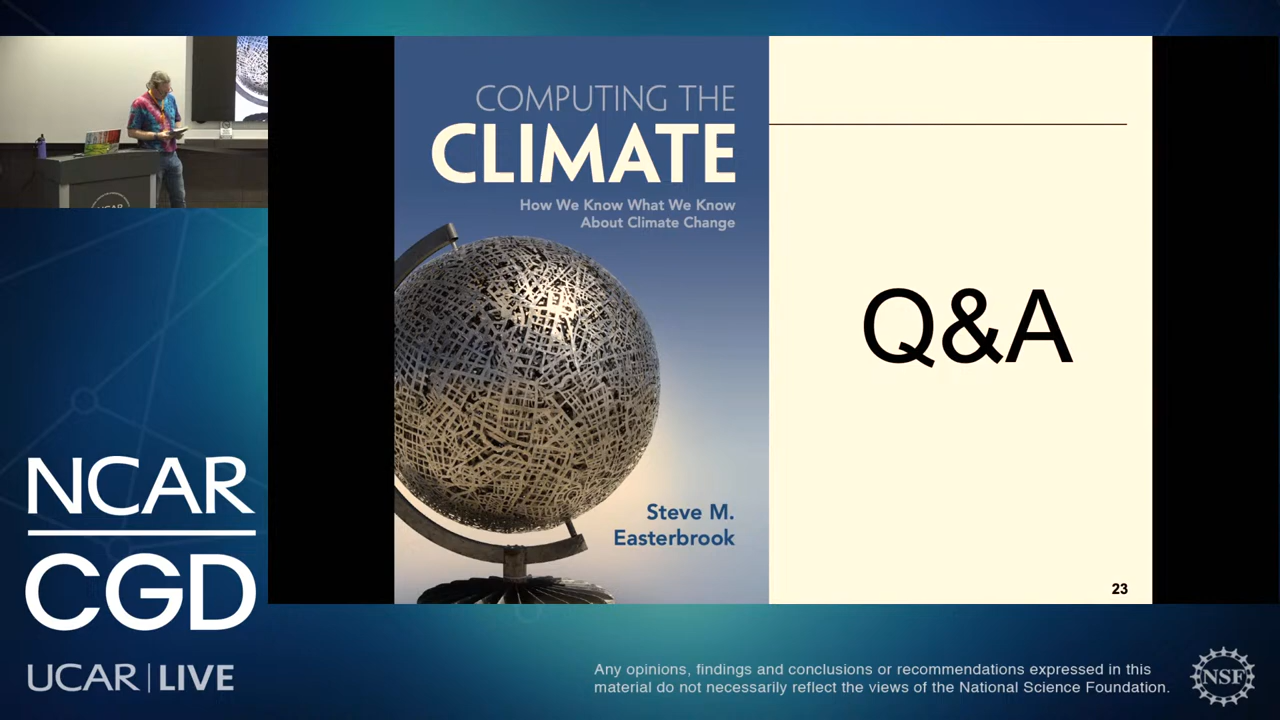 COMPUTING THE
CLIMATE
How We Know What We Know
About Climate Change
Steve M.
Easterbrook
Q&A
23
NCAR
NCAR
CGD
UCAR | LIVE
Any opinions, findings and conclusions or recommendations expressed in this
material do not necessarily reflect the views of the National Science Foundation.
NSF